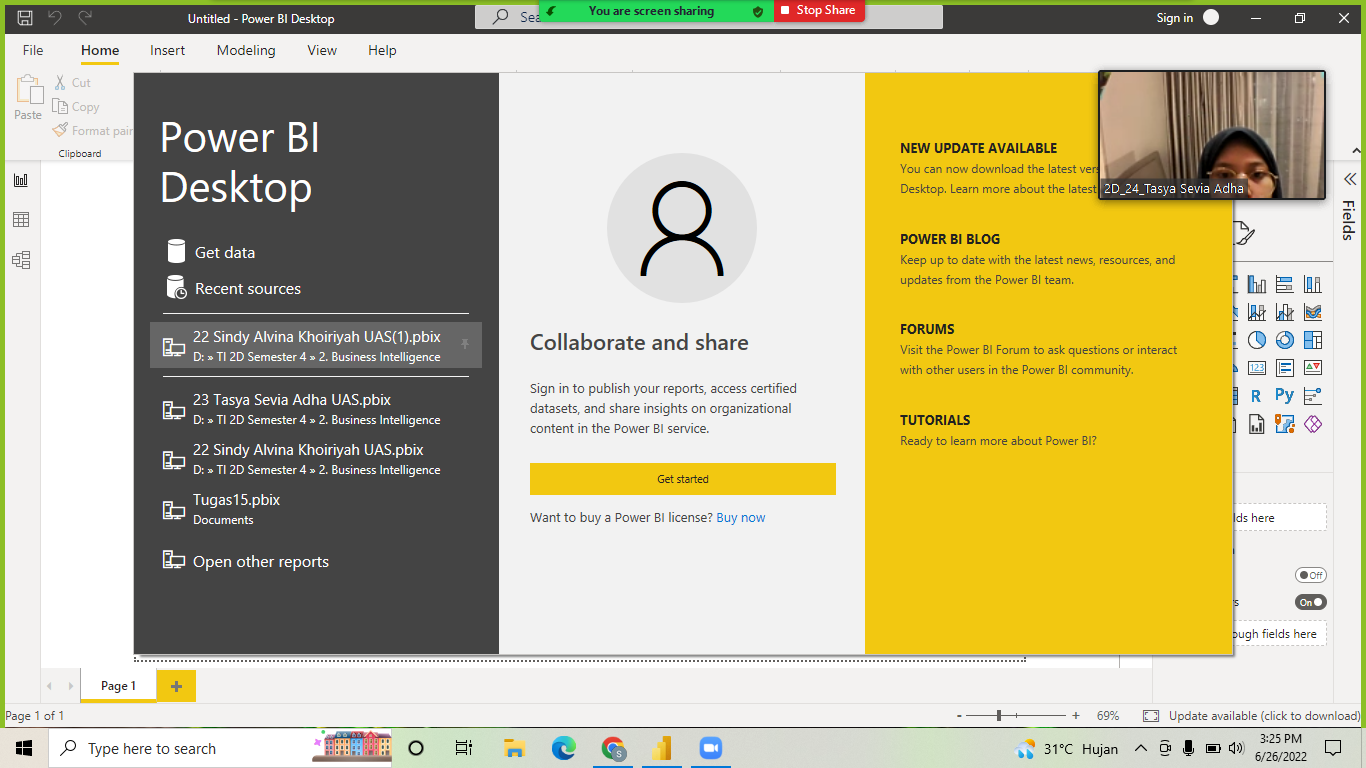 Untitled - Power BI Desktop
You are screen sharing
Stop Share
Sign in
File
Home
Insert
Modeling
View
Help
Paste
Cut
Copy
Format pain
Clipboard
Power BI
Desktop
Get data
Recent sources
22 Sindy Alvina Khoiriyah UAS(1).pbix
D: » TI 2D Semester 4 » 2. Business Intelligence
23 Tasya Sevia Adha UAS.pbix
D: » TI 2D Semester 4 » 2. Business Intelligence
22 Sindy Alvina Khoiriyah UAS.pbix
D: » TI 2D Semester 4 » 2. Business Intelligence
Tugas15.pbix
Documents
Open other reports
Collaborate and share
Sign in to publish your reports, access certified
datasets, and share insights on organizational
content in the Power BI service.
Get started
Want to buy a Power BI license? Buy now
NEW UPDATE AVAILABLE
You can now download the latest vers
Desktop. Learn more about the latest
POWER BI BLOG
Keep up to date with the latest news, resources, and
updates from the Power BI team.
FORUMS
Visit the Power BI Forum to ask questions or interact
with other users in the Power BI community.
TUTORIALS
Ready to learn more about Power BI?
2D_24_Tasya Sevia Adha
Fields
123
R
Py
lds here
Off
On
ough fields here
Page 1
Page 1 of 1
- + 69%
Update available (click to download)
Type here to search
S
31°C Hujan
3:25 PM
6/26/2022